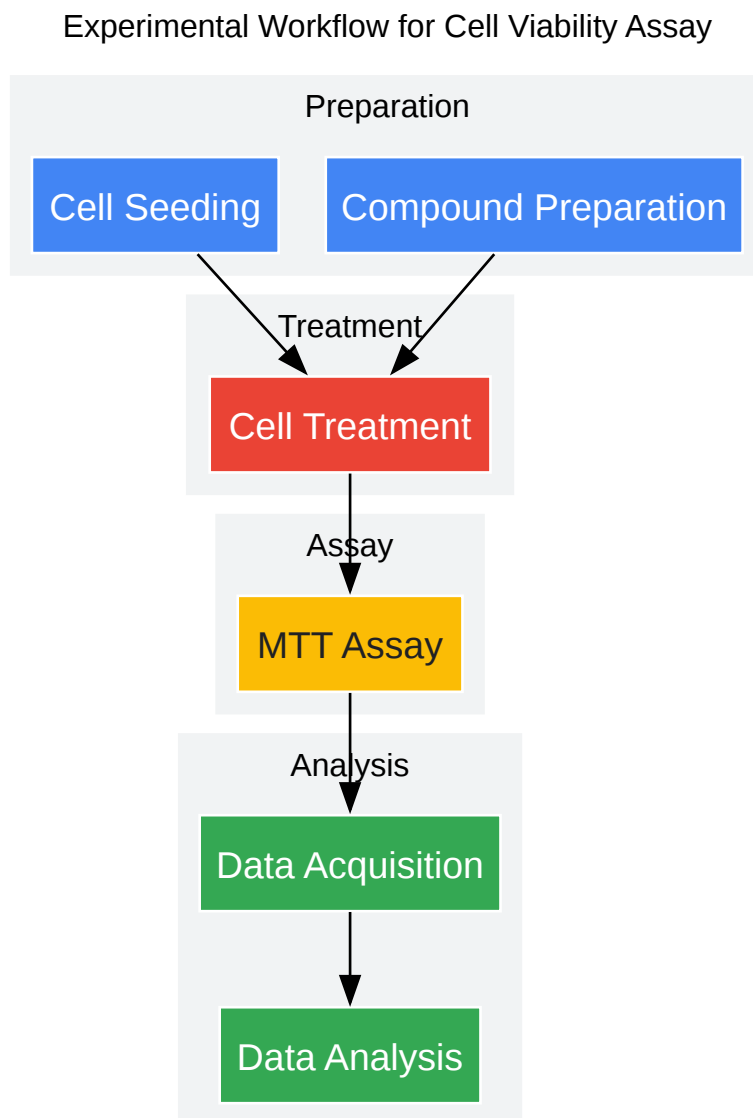 Experimental Workflow for Cell Viability Assay
Preparation
Cell Seeding
Compound Preparation
Treatment
Cell Treatment
Assay
MTT Assay
Analysis
Data Acquisition
Data Analysis